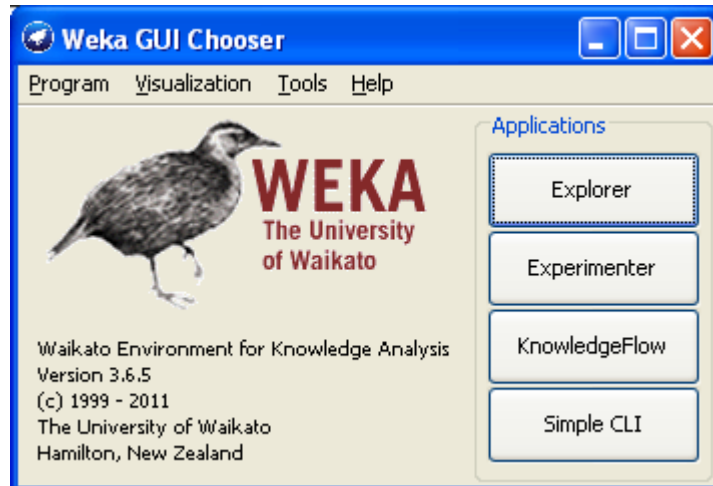 Weka GUI Chooser
Program Visualization Tools Help
WEKA
The University
of Waikato
Waikato Environment for Knowledge Analysis
Version 3.6.5
(c) 1999 - 2011
The University of Waikato
Hamilton, New Zealand
Applications
Explorer
Experimenter
KnowledgeFlow
Simple CLI